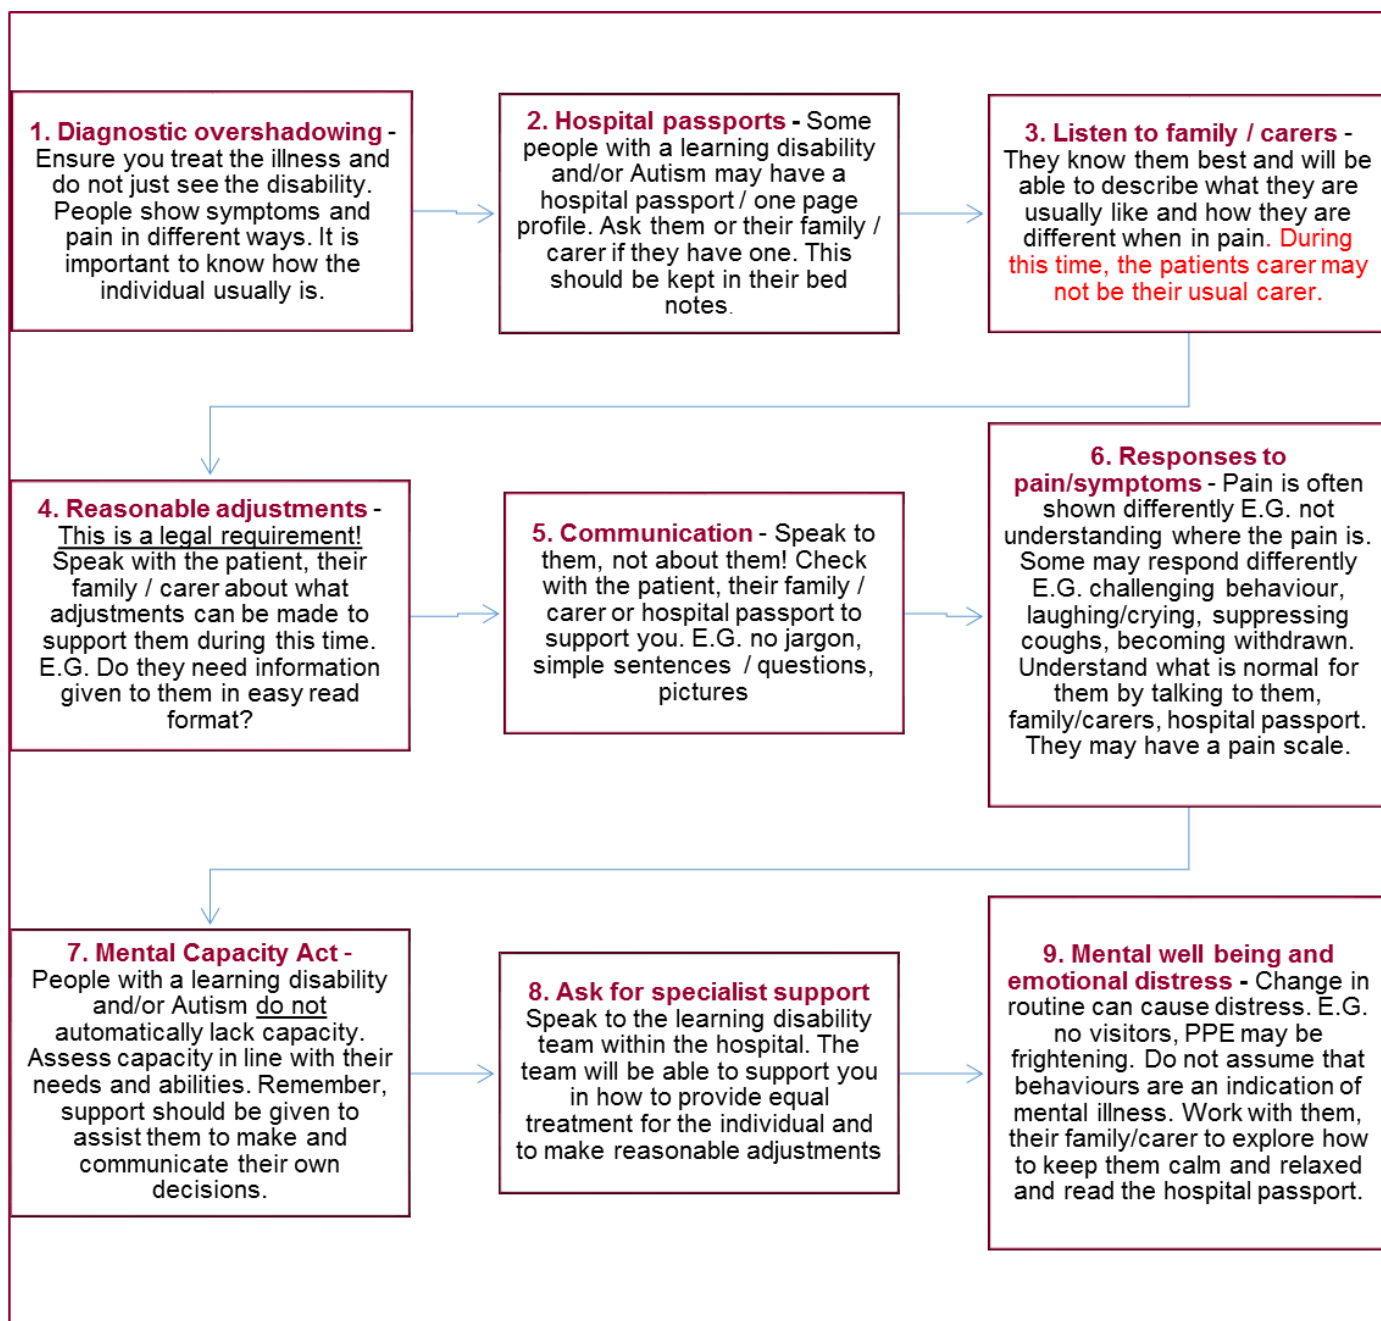 1. Diagnostic overshadowing -
Ensure you treat the illness and
do not just see the disability.
People show symptoms and
pain in different ways. It is
important to know how the
individual usually is.
2. Hospital passports - Some
people with a learning disability
and/or Autism may have a
hospital passport / one page
profile. Ask them or their family /
carer if they have one. This
should be kept in their bed
notes.
3. Listen to family / carers -
They know them best and will be
able to describe what they are
usually like and how they are
different when in pain. During
this time, the patients carer may
not be their usual carer.
4. Reasonable adjustments -
This is a legal requirement!
Speak with the patient, their
family / carer about what
adjustments can be made to
support them during this time.
E.G. Do they need information
given to them in easy read
format?
5. Communication - Speak to
them, not about them! Check
with the patient, their family /
carer or hospital passport to
support you. E.G. no jargon,
simple sentences / questions,
pictures
6. Responses to
pain/symptoms - Pain is often
shown differently E.G. not
understanding where the pain is.
Some may respond differently
E.G. challenging behaviour,
laughing/crying, suppressing
coughs, becoming withdrawn.
Understand what is normal for
them by talking to them,
family/carers, hospital passport.
They may have a pain scale.
7. Mental Capacity Act -
People with a learning disability
and/or Autism do not
automatically lack capacity.
Assess capacity in line with their
needs and abilities. Remember,
support should be given to
assist them to make and
communicate their own
decisions.
8. Ask for specialist support
Speak to the learning disability
team within the hospital. The
team will be able to support you
in how to provide equal
treatment for the individual and
to make reasonable adjustments
9. Mental well being and
emotional distress - Change in
routine can cause distress. E.G.
no visitors, PPE may be
frightening. Do not assume that
behaviours are an indication of
mental illness. Work with them,
their family/carer to explore how
to keep them calm and relaxed
and read the hospital passport.